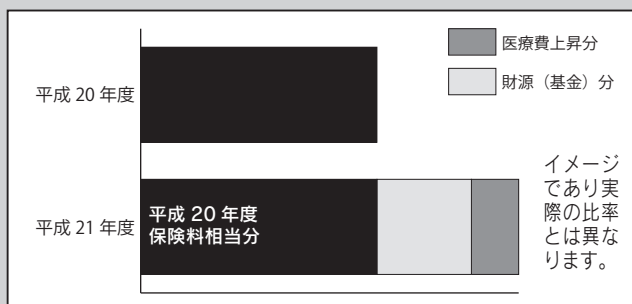 医療費上昇分
財源（基金）分
平成 20 年度
平成 21 年度
平成 20 年度
保険料相当分
イメージ
であり実
際の比率
とは異な
ります。